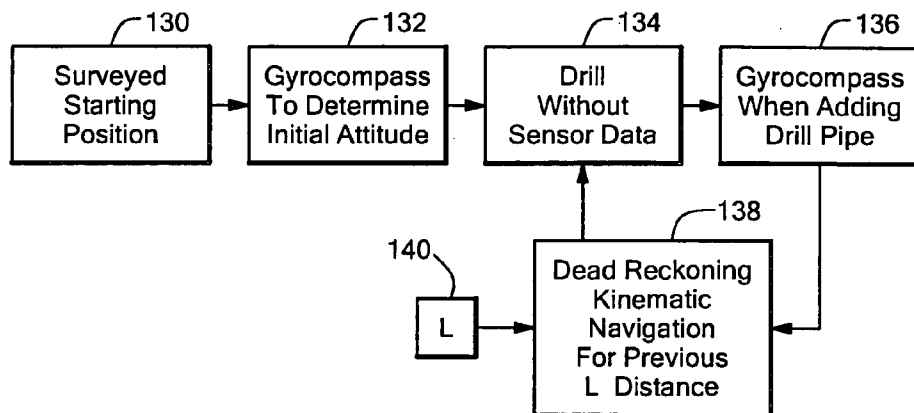 130
132
134
136
Surveyed
Starting
Position
Gyrocompass
To Determine
Initial Attitude
Drill
Without
Sensor Data
Gyrocompass
When Adding
Drill Pipe
138
140
L
Dead Reckoning
Kinematic
Navigation
For Previous
L Distance